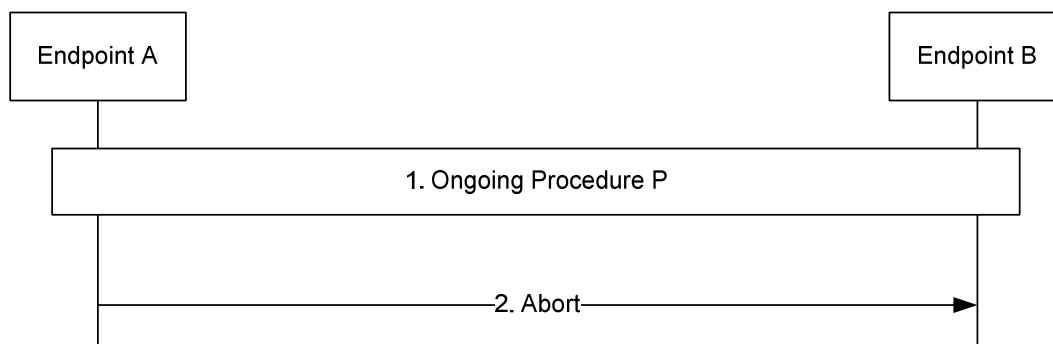 Endpoint A
Endpoint B
1. Ongoing Procedure P
2. Abort